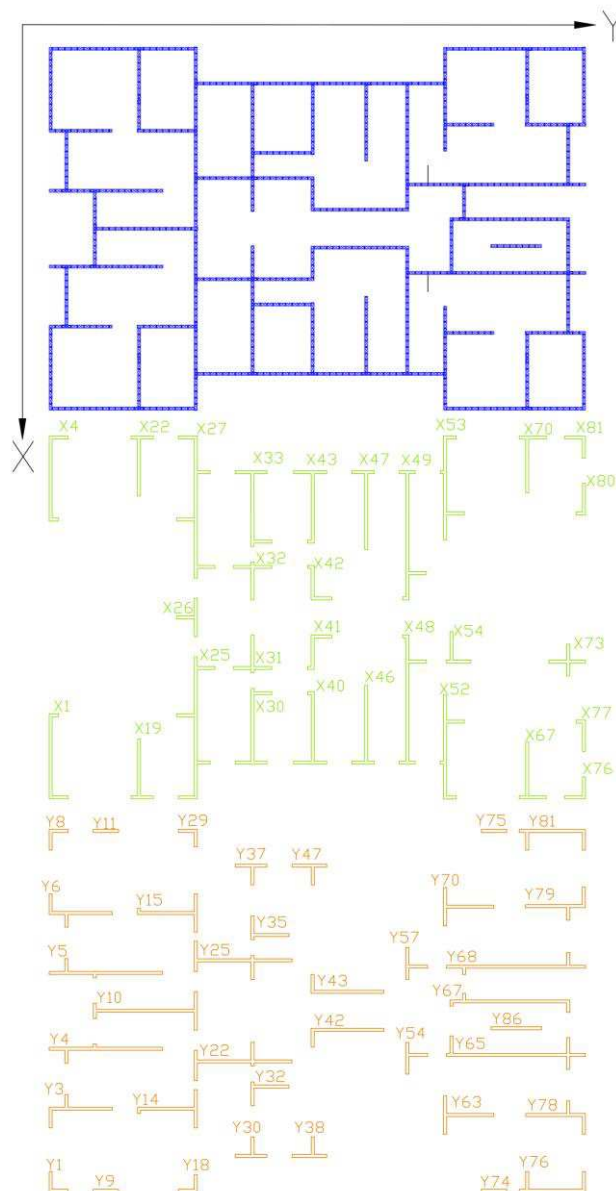 Y
X
X4 X22 X27 X53 X70 X81
X33 X43 X47 X49 X80
X32 X42
X26
X25 X31 X41 X48 X54 X73
X1 X19 X30 X40 X46 X52 X67 X77
X76
Y8 Y11 Y29 Y75 Y81
Y37 Y47
Y6 Y15 Y70 Y79
Y35
Y5 Y25 Y57 Y68
Y10 Y43 Y67
Y4 Y22 Y42 Y54 Y65 Y86
Y3 Y14 Y32 Y63 Y78
Y30 Y38
Y1 Y9 Y18 Y74 Y76